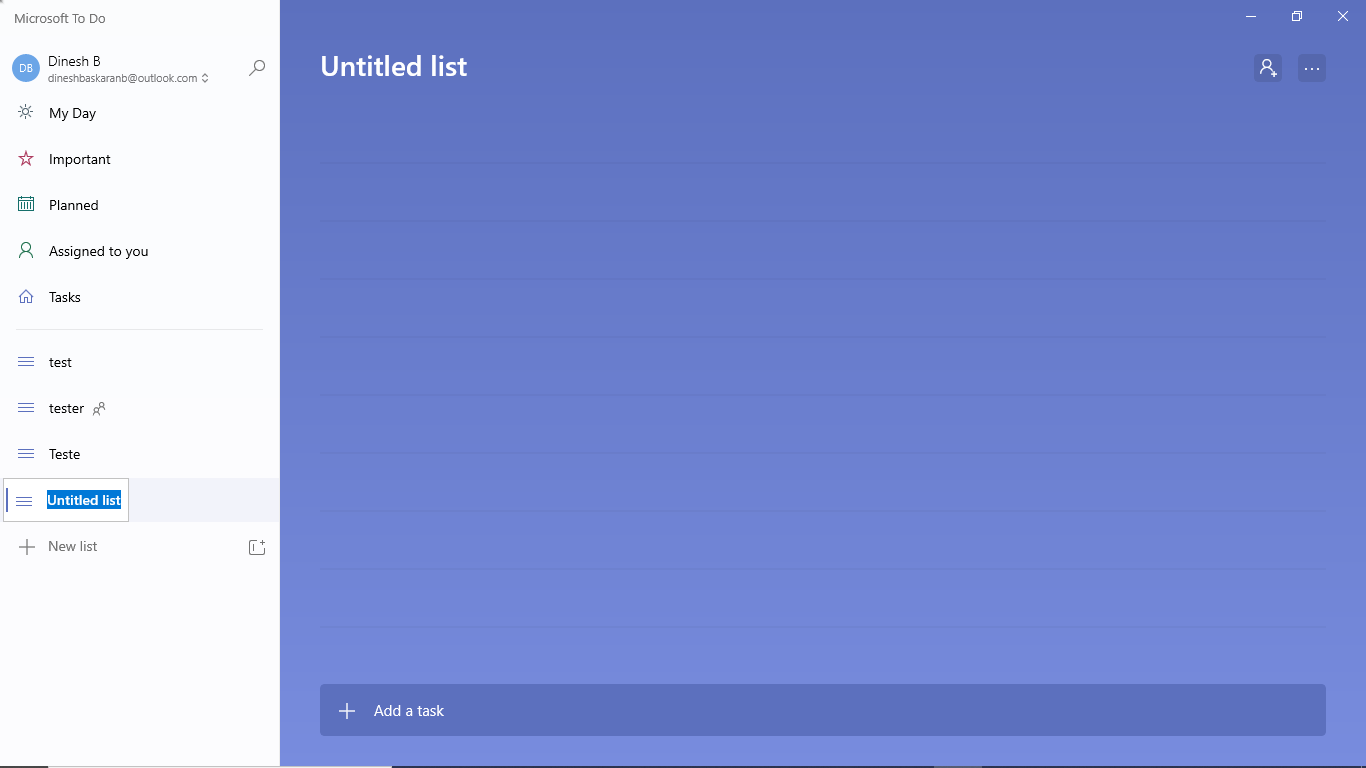 Microsoft To Do
DB
Dinesh B
dineshbaskaranb@outlook.com
My Day
Important
Planned
Assigned to you
Tasks
test
tester
Teste
Untitled list
New list
Untitled list
Add a task